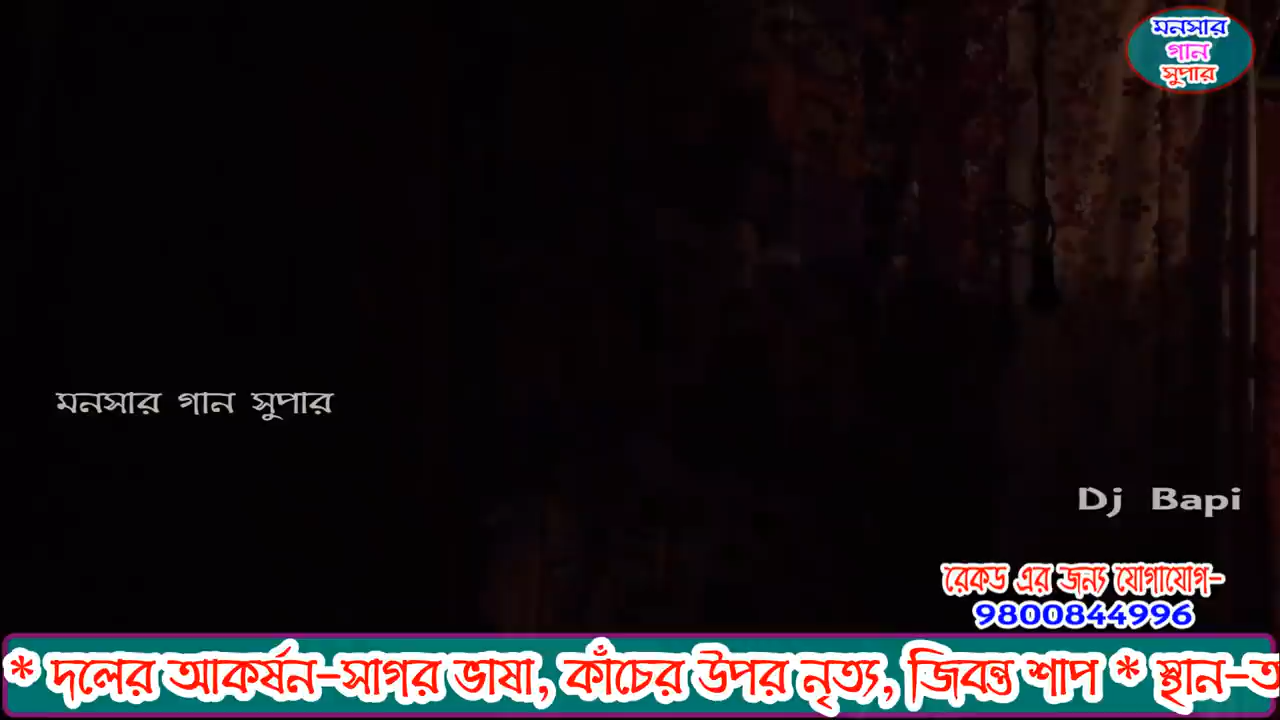 মনসার
গান
সুপার
মনসার গান সুপার
Dj Bapi
রেকড এর জন্য যোগাযোগ-
9800844996
* দলের আকর্ষন-সাগর ভাষা, কাঁচের উপর নৃত্য, জিবন্ত শাপ * স্থান-